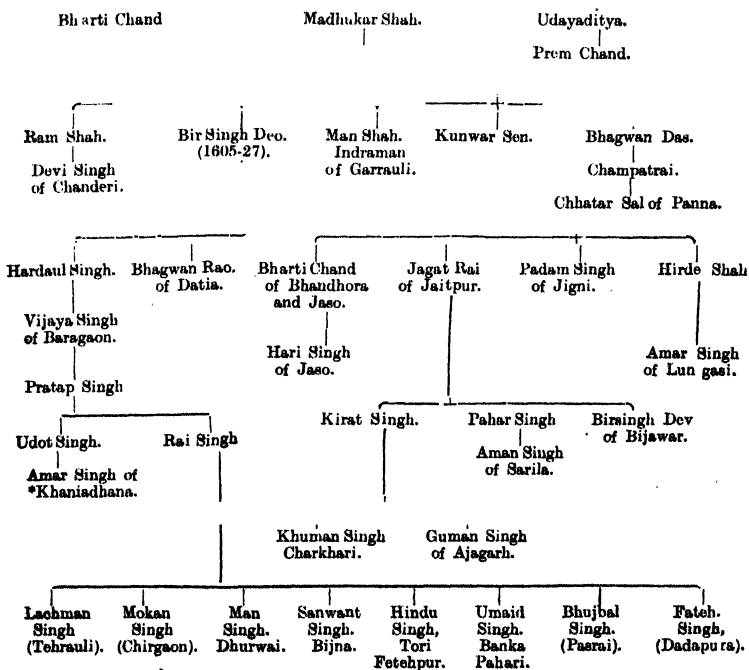 Bharti Chand Madhukar Shah. Udayaditya.
Prem Chand.
Ram Shah. Bir Singh Deo. Man Shah. Kunwar Sen. Bhagwan Das.
(1605-27). Indraman
Devi Singh of Garrauli. Champatrai.
of Chanderi.
Chhatar Sal of Panna.
Hardaul Singh. Bhagwan Rao. Bharti Chand Jagat Rai Padam Singh Hirde Shah
of Datia. of Bhandhora of Jaitpur. of Jigni.
and Jaso.
Vijaya Singh
of Baragaon.
Hari Singh Amar Singh
of Jaso. of Lun gasi.
Pratap Singh
Kirat Singh. Pahar Singh Birsingh Dev
of Bijawar.
Udot Singh. Rai Singh
Aman Singh
of Sarila.
Amar Singh of
*Khaniadhana.
Khuman Singh Guman Singh
Charkhari. of Ajagarh.
Lachman Mokan Man Sanwant Hindu Umaid Bhujbal Fateh.
Singh Singh Singh. Singh. Singh, Singh. Singh. Singh,
(Tehrauli). (Chirgaon). Dhurwai. Bijna. Tori Banka (Pasrai). (Dadapura).
Fetehpur. Pahari.